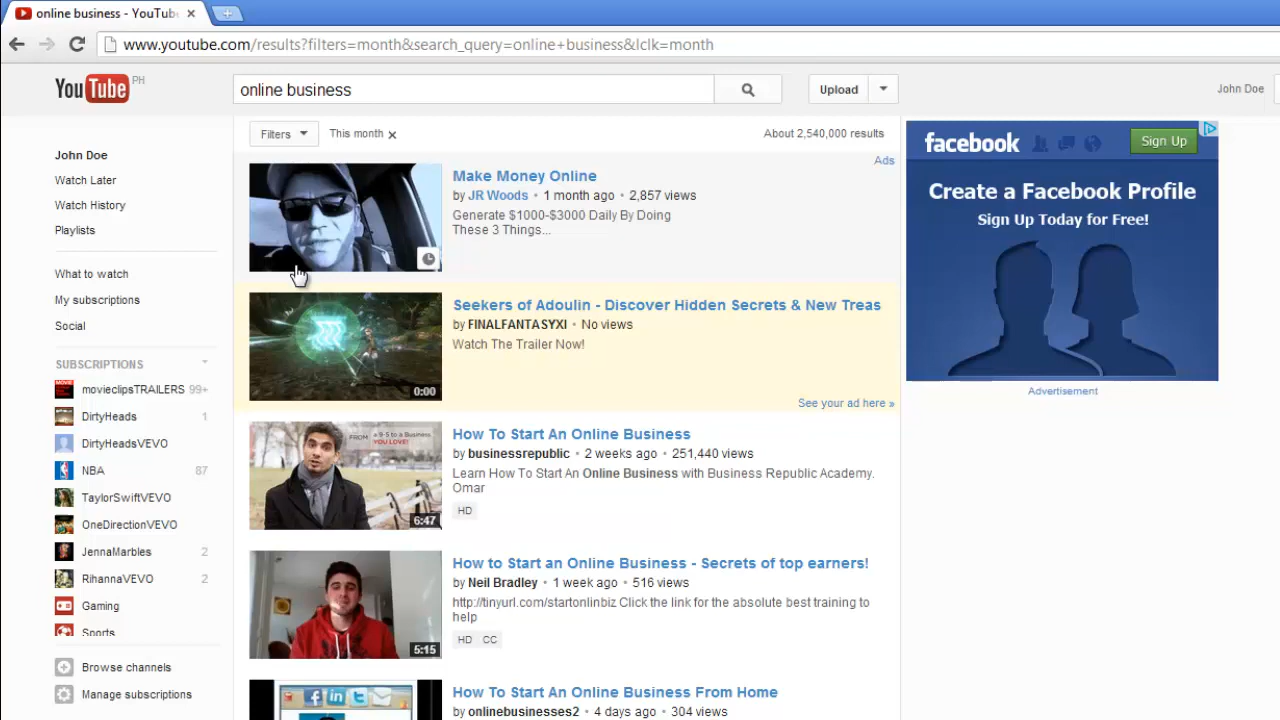 online business - YouTub
www.youtube.com/results?filters=month&search_query=online+business&lclk=month
YouTube PH
online business
Upload
John Doe
Filters
This month x
About 2,540,000 results
John Doe
Watch Later
Watch History
Playlists
What to watch
My subscriptions
Social
SUBSCRIPTIONS
movieclipsTRAILERS 99+
DirtyHeads 1
DirtyHeadsVEVO
NBA 87
TaylorSwiftVEVO
OneDirectionVEVO
JennaMarbles 2
RihannaVEVO 2
Gaming
Sports
Browse channels
Manage subscriptions
Ads
Make Money Online
by JR Woods • 1 month ago • 2,857 views
Generate $1000-$3000 Daily By Doing
These 3 Things...
0:00
Seekers of Adoulin - Discover Hidden Secrets & New Treas
by FINALFANTASYXI • No views
Watch The Trailer Now!
See your ad here »
FROM a 9-5 to a Business
YOU LOVE!
6:47
How To Start An Online Business
by businessrepublic • 2 weeks ago • 251,440 views
Learn How To Start An Online Business with Business Republic Academy.
Omar
HD
5:15
How to Start an Online Business - Secrets of top earners!
by Neil Bradley • 1 week ago • 516 views
http://tinyurl.com/startonlinbiz Click the link for the absolute best training to
help
HD CC
How To Start An Online Business From Home
by onlinebusinesses2 • 4 days ago • 304 views
facebook
Sign Up
Create a Facebook Profile
Sign Up Today for Free!
Advertisement